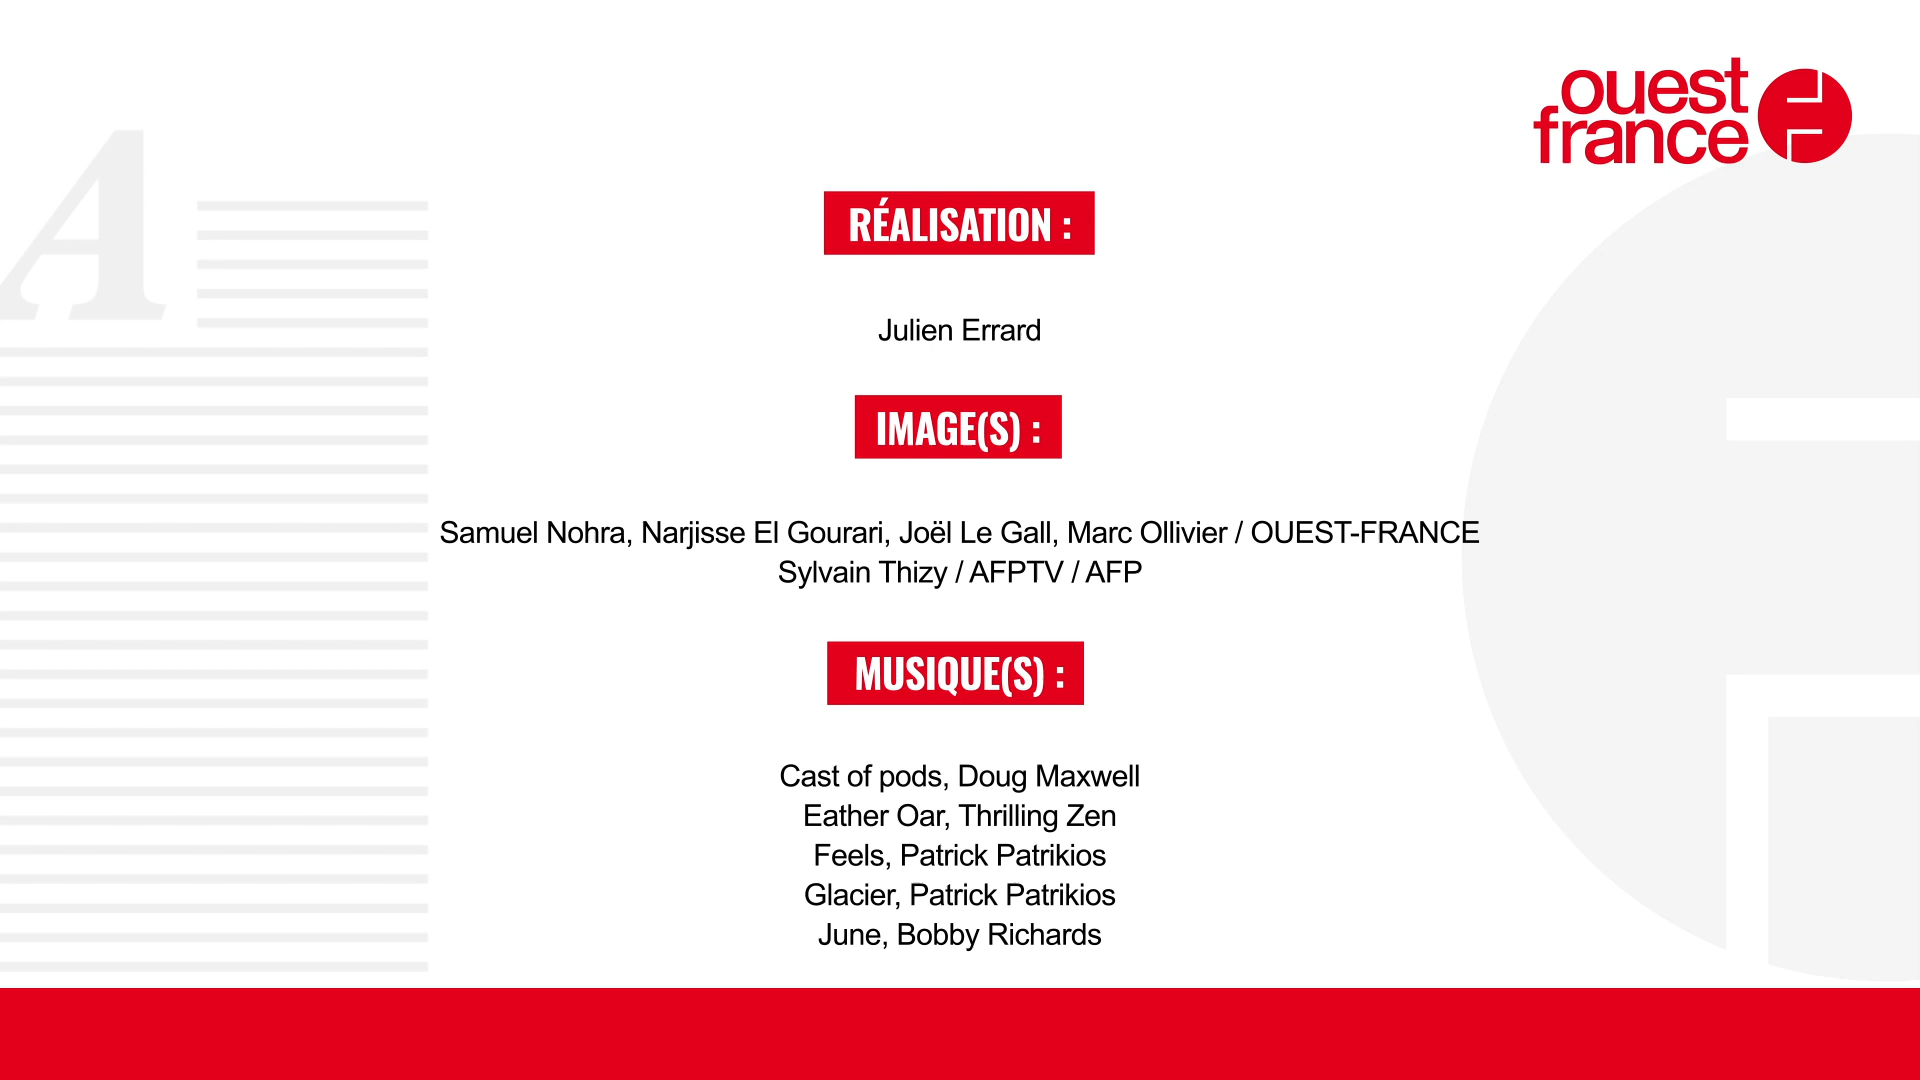 ouest
france
RÉALISATION :
Julien Errard
IMAGE(S) :
Samuel Nohra, Narjisse El Gourari, Joël Le Gall, Marc Ollivier / OUEST-FRANCE
Sylvain Thizy / AFPTV / AFP
MUSIQUE(S) :
Cast of pods, Doug Maxwell
Eather Oar, Thrilling Zen
Feels, Patrick Patrikios
Glacier, Patrick Patrikios
June, Bobby Richards
A